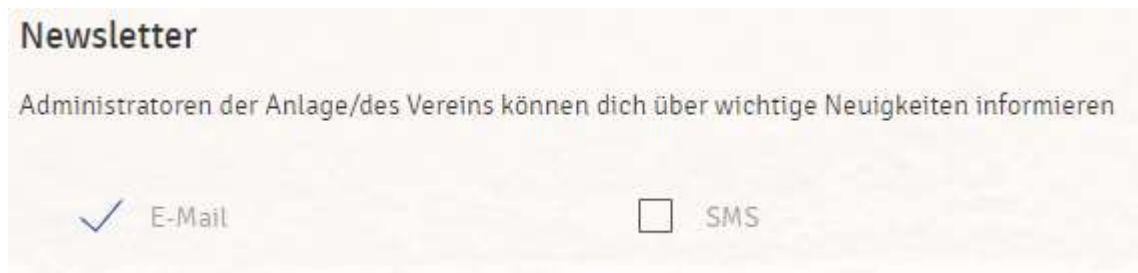 Newsletter
Administratoren der Anlage/des Vereins können dich über wichtige Neuigkeiten informieren
E-Mail SMS